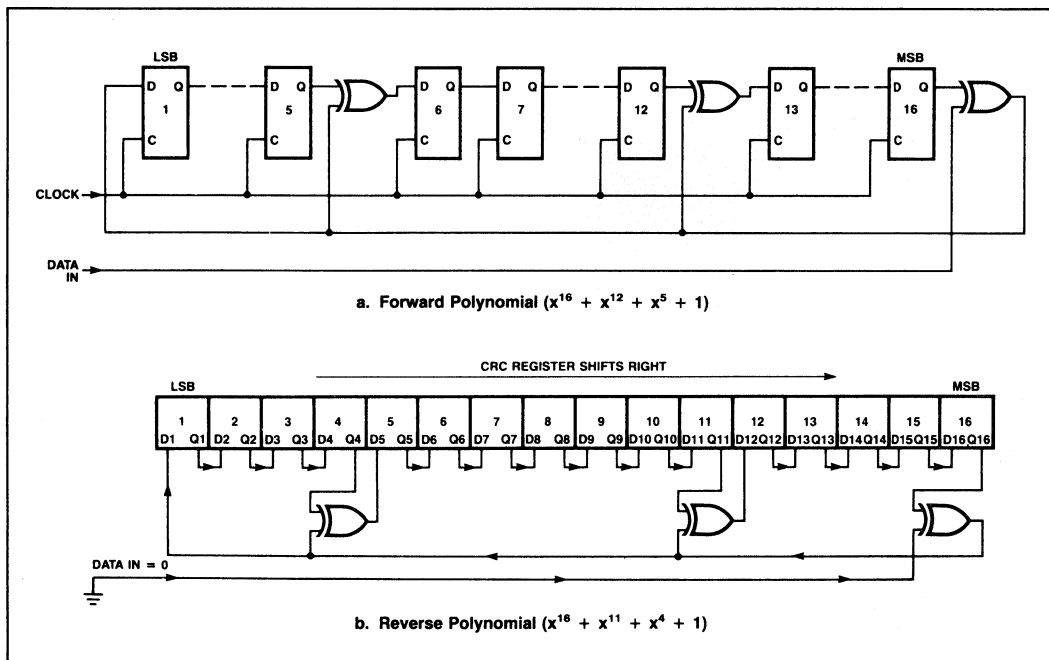 LSB MSB
D Q D Q D Q D Q D Q D Q D Q
1 5 6 7 12 13 16
C C C C C C C
CLOCK
DATA
IN
a. Forward Polynomial (x¹⁶ + x¹² + x⁵ + 1)
CRC REGISTER SHIFTS RIGHT
LSB MSB
1 2 3 4 5 6 7 8 9 10 11 12 13 14 15 16
D1 Q1 D2 Q2 D3 Q3 D4 Q4 D5 Q5 D6 Q6 D7 Q7 D8 Q8 D9 Q9 D10 Q10 D11 Q11 D12 Q12 D13 Q13 D14 Q14 D15 Q15 D16 Q16
DATA IN = 0
b. Reverse Polynomial (x¹⁶ + x¹¹ + x⁴ + 1)